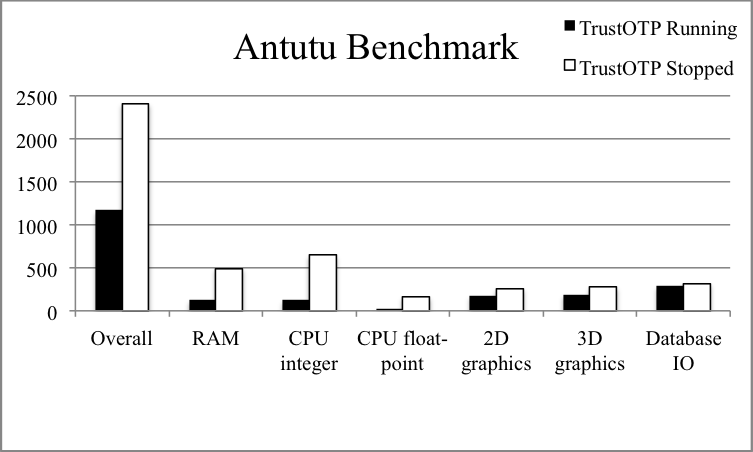 Antutu Benchmark
TrustOTP Running
TrustOTP Stopped
2500
2000
1500
1000
500
0
Overall
RAM
CPU
integer
CPU float-
point
2D
graphics
3D
graphics
Database
IO